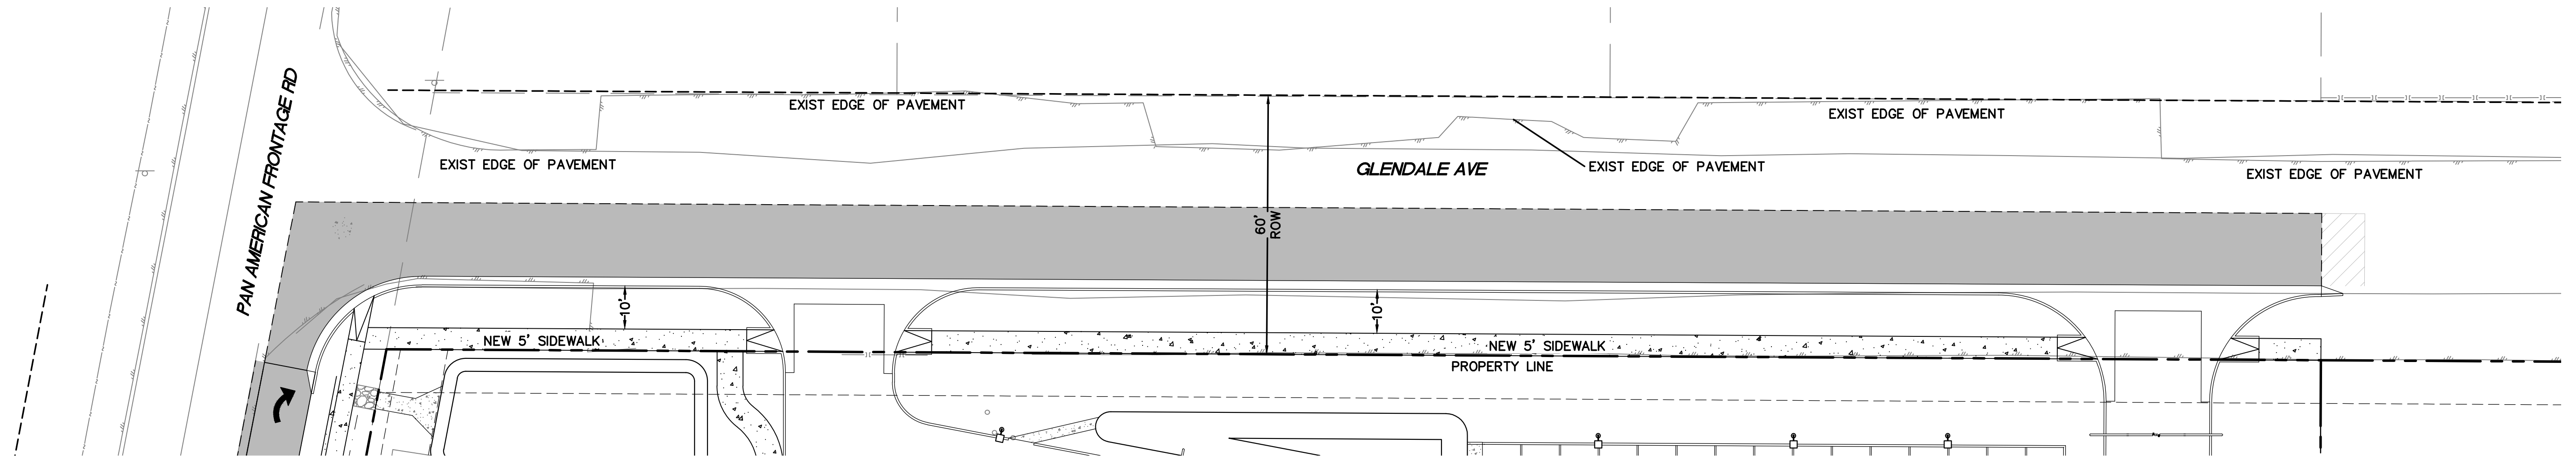 PAN AMERICAN FRONTAGE RD
EXIST EDGE OF PAVEMENT
EXIST EDGE OF PAVEMENT
EXIST EDGE OF PAVEMENT
EXIST EDGE OF PAVEMENT
GLENDALE AVE
EXIST EDGE OF PAVEMENT
60'
ROW
10'
10'
NEW 5' SIDEWALK
NEW 5' SIDEWALK
PROPERTY LINE